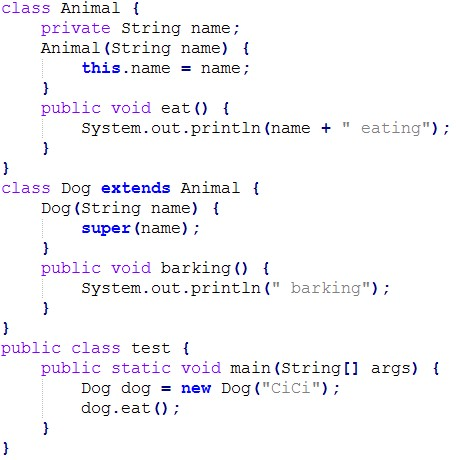 class Animal {
    private String name;
    Animal(String name) {
        this.name = name;
    }
    public void eat() {
        System.out.println(name + " eating");
    }
}
class Dog extends Animal {
    Dog(String name) {
        super(name);
    }
    public void barking() {
        System.out.println(" barking");
    }
}
public class test {
    public static void main(String[] args) {
        Dog dog = new Dog("CiCi");
        dog.eat();
    }
}